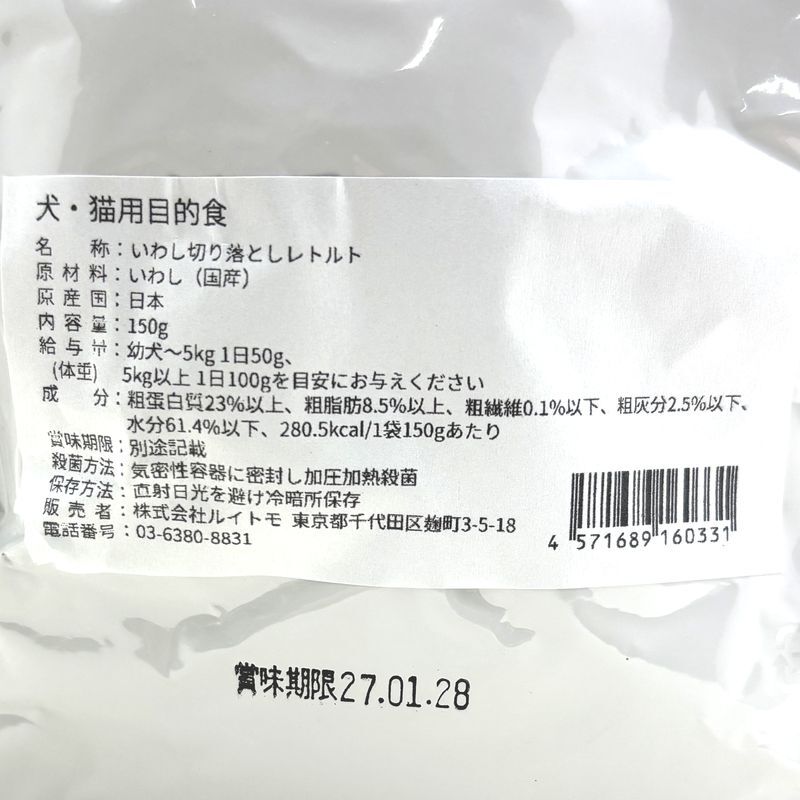 犬・猫用目的食
名称：いわし切り落としレトルト
原材料：いわし（国産）
原産国：日本
内容量：150g
給与量：幼犬～5kg 1日50g、
(体重) 5kg以上 1日100gを目安にお与えください
成分：粗蛋白質23%以上、粗脂肪8.5%以上、粗繊維0.1%以下、粗灰分2.5%以下、
水分61.4%以下、280.5kcal/1袋150gあたり
賞味期限：別途記載
殺菌方法：気密性容器に密封し加圧加熱殺菌
保存方法：直射日光を避け冷暗所保存
販売者：株式会社ルイトモ 東京都千代田区麹町3-5-18
電話番号：03-6380-8831
4 571689 160331
賞味期限27.01.28